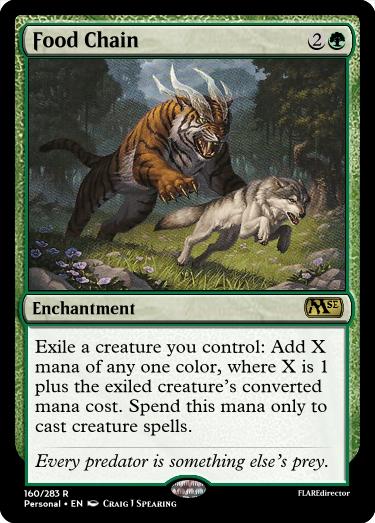 Food Chain 2
Enchantment MSE
Exile a creature you control: Add X
mana of any one color, where X is 1
plus the exiled creature's converted
mana cost. Spend this mana only to
cast creature spells.
Every predator is something else's prey.
160/283 R FLAREdirector
Personal • EN Craig J Spearing